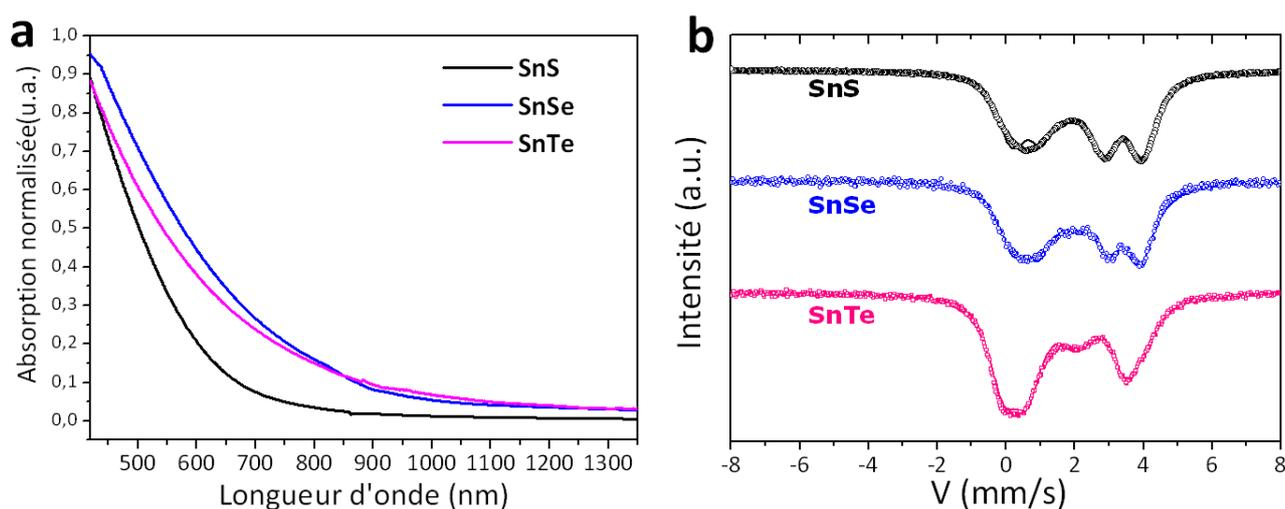 a
1,0
0,9
0,8
0,7
0,6
0,5
0,4
0,3
0,2
0,1
0,0
Absorption normalisée(u.a.)
SnS
SnSe
SnTe
500 600 700 800 900 1000 1100 1200 1300
Longueur d'onde (nm)
b
Intensité (a.u.)
SnS
SnSe
SnTe
-8 -6 -4 -2 0 2 4 6 8
V (mm/s)